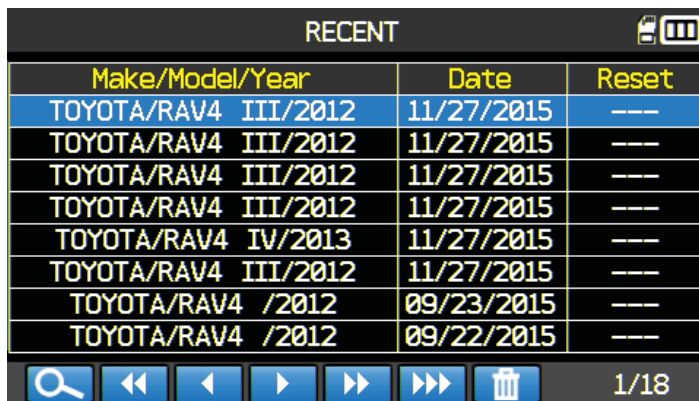 RECENT
Make/Model/Year Date Reset
TOYOTA/RAV4 III/2012 11/27/2015 ---
TOYOTA/RAV4 III/2012 11/27/2015 ---
TOYOTA/RAV4 III/2012 11/27/2015 ---
TOYOTA/RAV4 III/2012 11/27/2015 ---
TOYOTA/RAV4 IV/2013 11/27/2015 ---
TOYOTA/RAV4 III/2012 11/27/2015 ---
TOYOTA/RAV4 /2012 09/23/2015 ---
TOYOTA/RAV4 /2012 09/22/2015 ---
1/18